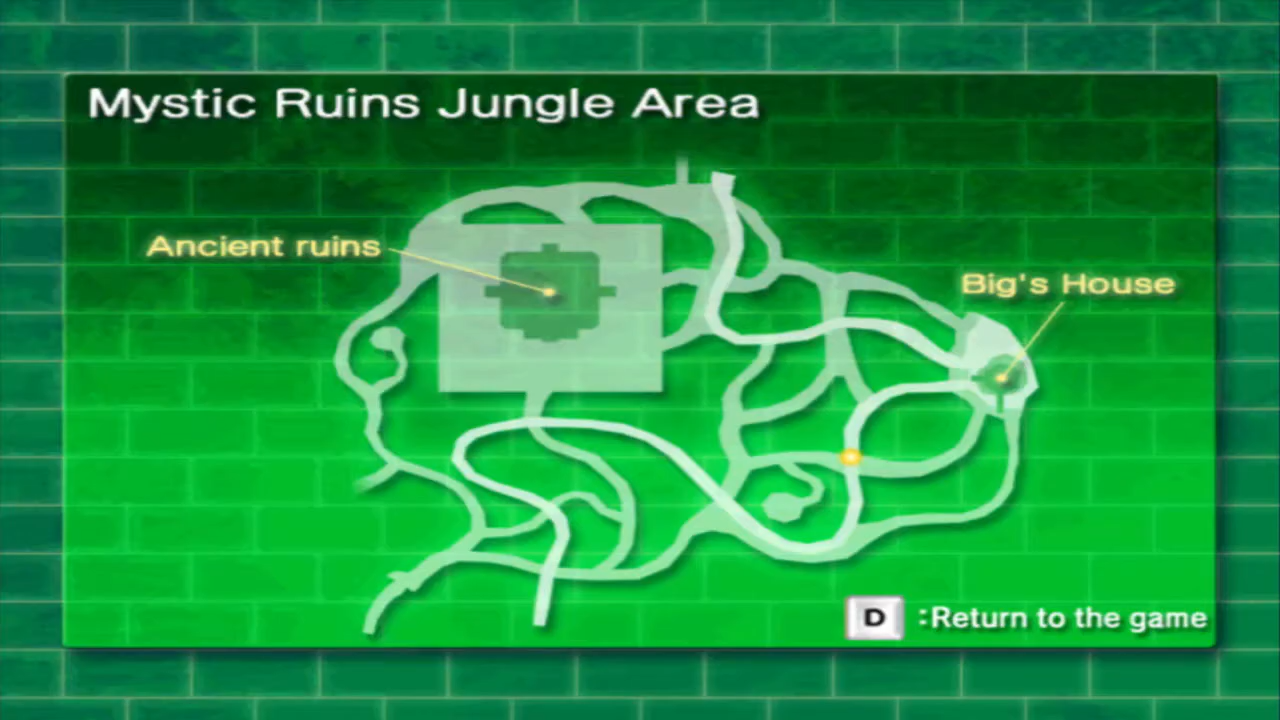 Mystic Ruins Jungle Area
Ancient ruins
Big's House
D :Return to the game